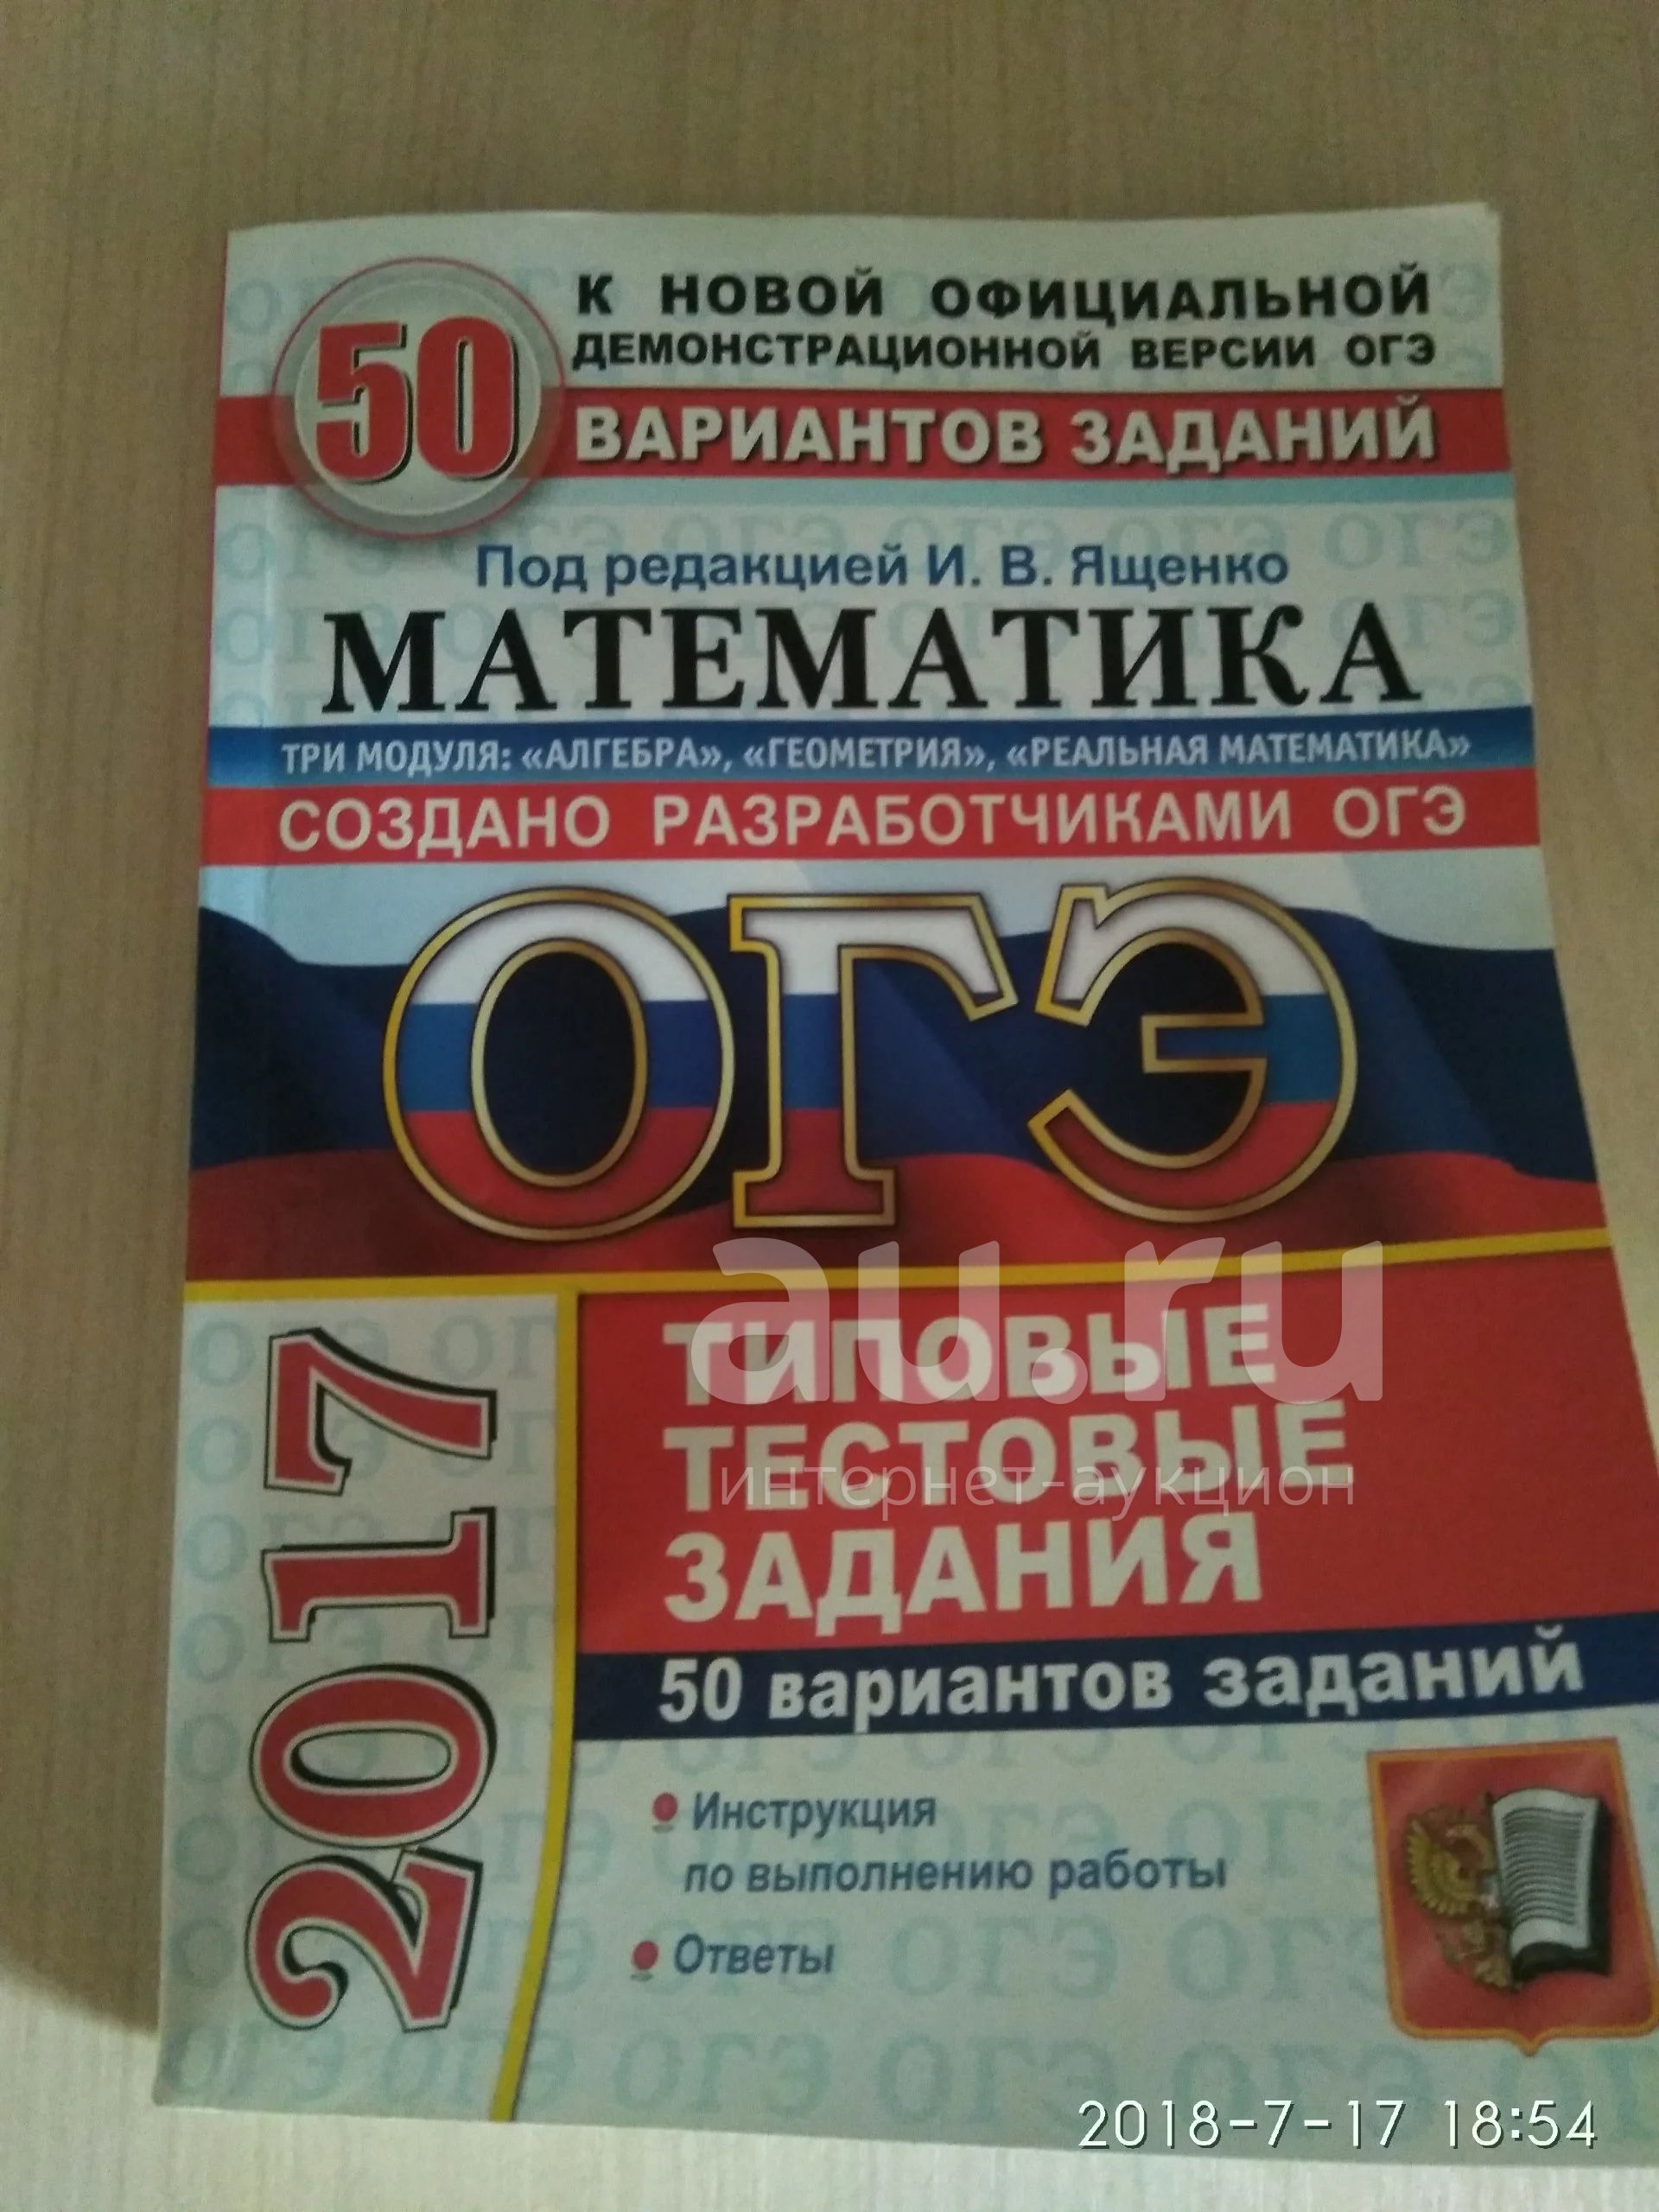 50
К НОВОЙ ОФИЦИАЛЬНОЙ
ДЕМОНСТРАЦИОННОЙ ВЕРСИИ ОГЭ
ВАРИАНТОВ ЗАДАНИЙ
Под редакцией И. В. Ященко
МАТЕМАТИКА
ТРИ МОДУЛЯ: «АЛГЕБРА», «ГЕОМЕТРИЯ», «РЕАЛЬНАЯ МАТЕМАТИКА»
СОЗДАНО РАЗРАБОТЧИКАМИ ОГЭ
ОГЭ
au.ru
интернет-аукцион
2017
ТИПОВЫЕ
ТЕСТОВЫЕ
ЗАДАНИЯ
50 вариантов заданий
• Инструкция
по выполнению работы
• Ответы
2018-7-17 18:54